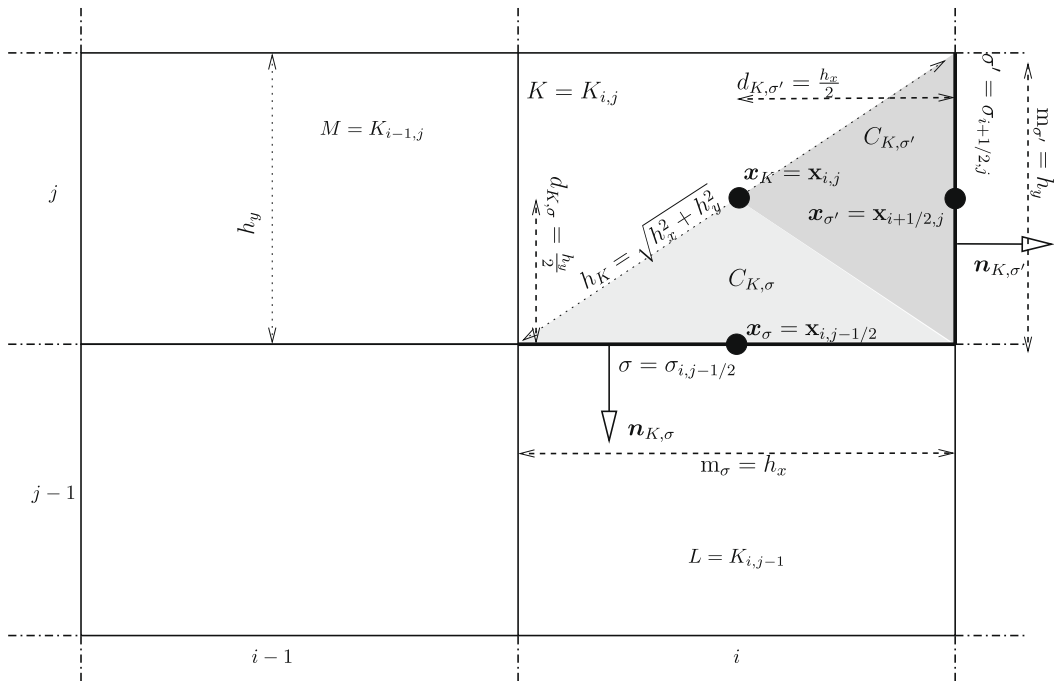 K = K_{i,j}
d_{K,σ'} = h_x/2
σ' = σ_{i+1/2,j}
m_{σ'} = h_y
M = K_{i−1,j}
C_{K,σ'}
j
h_y
d_{K,σ} = h_y/2
h_K = √(h_x^2 + h_y^2)
x_K = x_{i,j}
x_{σ'} = x_{i+1/2,j}
n_{K,σ'}
C_{K,σ}
x_σ = x_{i,j−1/2}
σ = σ_{i,j−1/2}
n_{K,σ}
m_σ = h_x
j − 1
L = K_{i,j−1}
i − 1
i